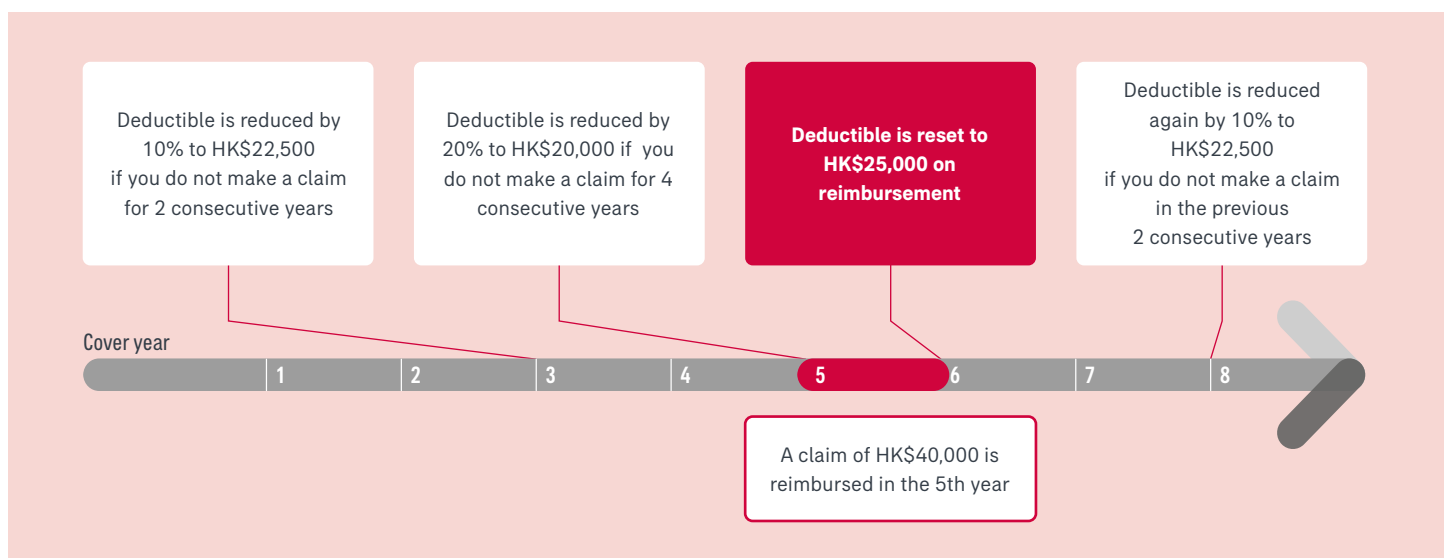 Deductible is reduced by
10% to HK$22,500
if you do not make a claim
for 2 consecutive years
Deductible is reduced by
20% to HK$20,000 if you
do not make a claim for 4
consecutive years
Deductible is reset to
HK$25,000 on
reimbursement
Deductible is reduced
again by 10% to
HK$22,500
if you do not make a claim
in the previous
2 consecutive years
Cover year
1 2 3 4 5 6 7 8
A claim of HK$40,000 is
reimbursed in the 5th year